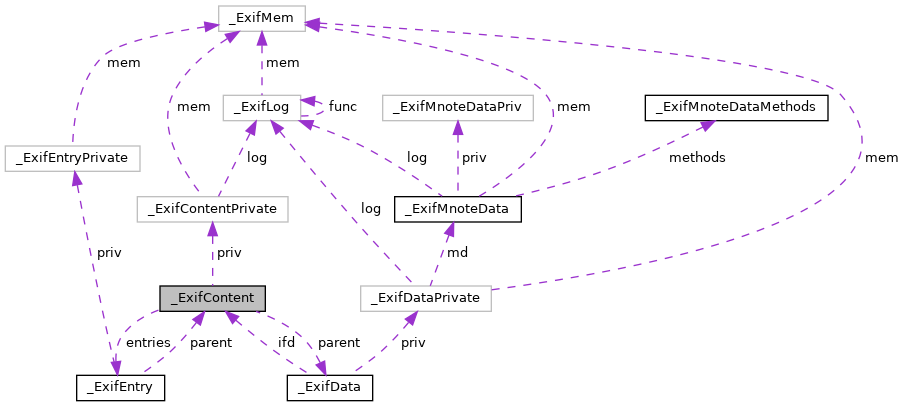 _ExifMem
mem
mem
mem
mem
mem
_ExifLog
func
_ExifMnoteDataPriv
_ExifMnoteDataMethods
_ExifEntryPrivate
log
log
priv
methods
_ExifContentPrivate
log
_ExifMnoteData
priv
priv
md
_ExifContent
_ExifDataPrivate
entries
parent
ifd
parent
priv
_ExifEntry
_ExifData